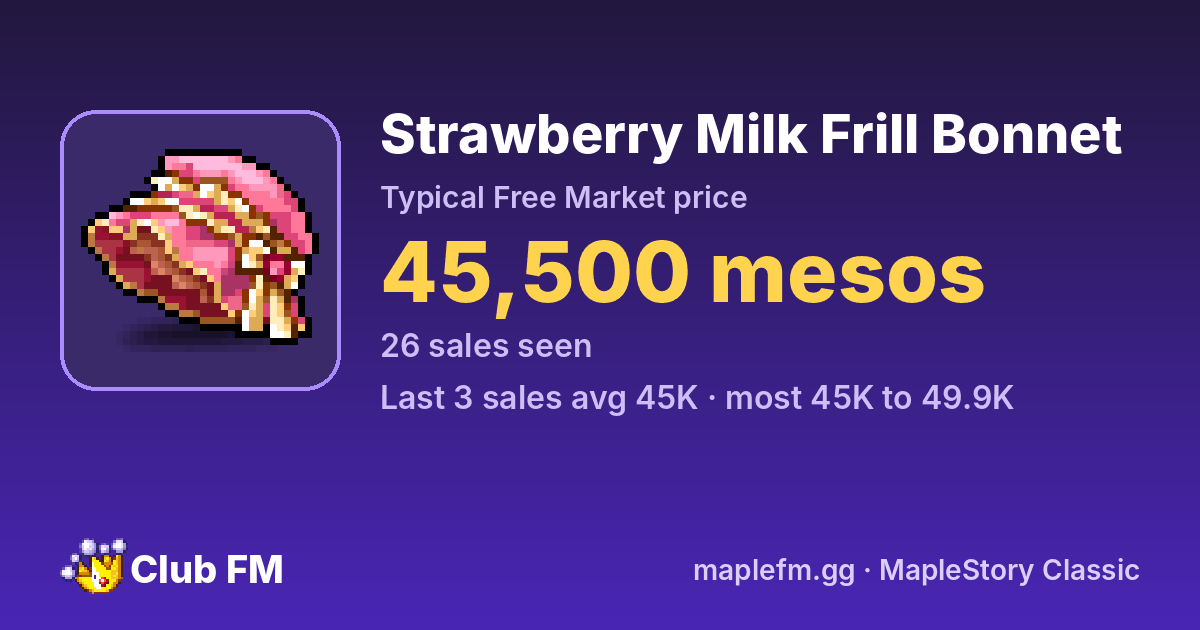 Strawberry Milk Frill Bonnet
Typical Free Market price
45,500 mesos
26 sales seen
Last 3 sales avg 45K · most 45K to 49.9K
Club FM
maplefm.gg · MapleStory Classic